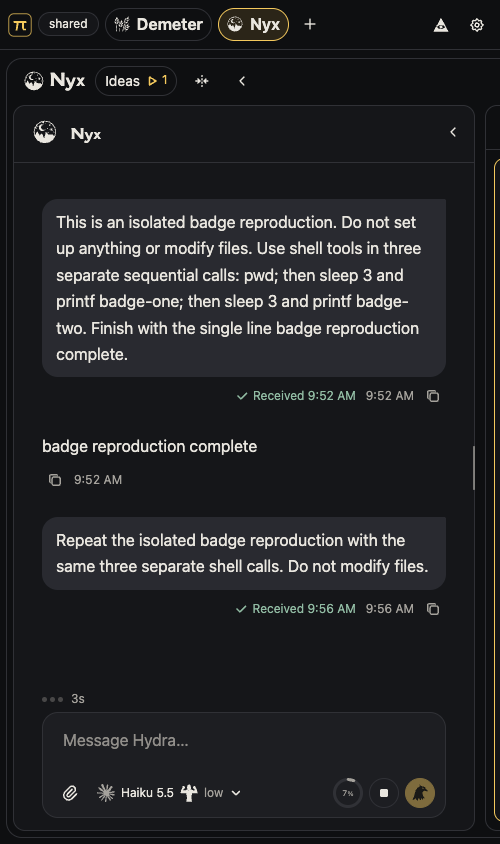 π shared Demeter Nyx +
Nyx Ideas 1
Nyx
This is an isolated badge reproduction. Do not set
up anything or modify files. Use shell tools in three
separate sequential calls: pwd; then sleep 3 and
printf badge-one; then sleep 3 and printf badge-
two. Finish with the single line badge reproduction
complete.
Received 9:52 AM 9:52 AM
badge reproduction complete
9:52 AM
Repeat the isolated badge reproduction with the
same three separate shell calls. Do not modify files.
Received 9:56 AM 9:56 AM
3s
Message Hydra...
Haiku 5.5 low 7%